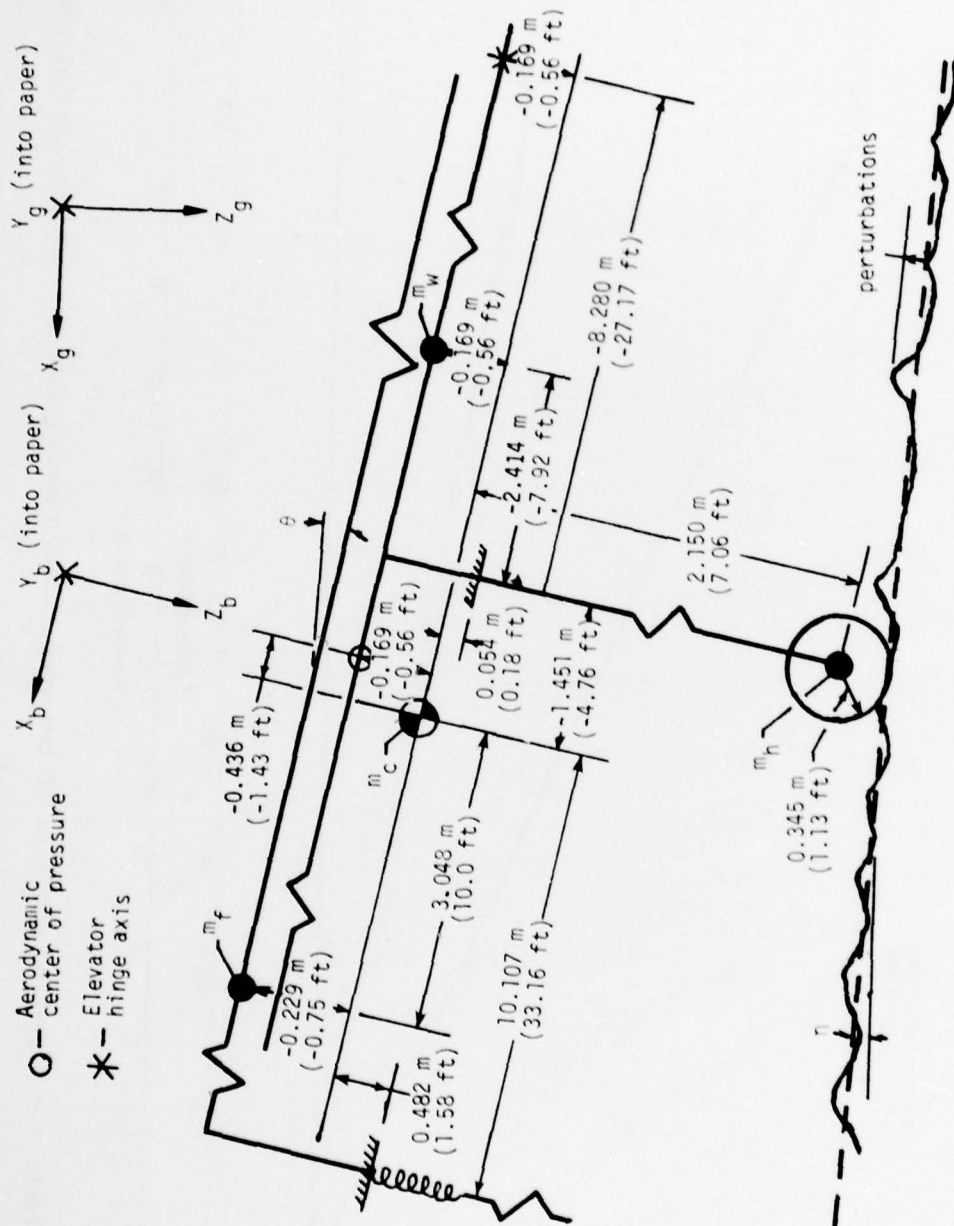 O – Aerodynamic
center of pressure
* – Elevator
hinge axis
X_b
Y_b (into paper)
Z_b
X_g
Y_g (into paper)
Z_g
-0.436 m
(-1.43 ft)
θ
m_f
-0.229 m
(-0.75 ft)
-0.169 m
(-0.56 ft)
m_w
-0.169 m
(-0.56 ft)
-0.169 m
(-0.56 ft)
m_c
0.482 m
(1.58 ft)
3.048 m
(10.0 ft)
0.054 m
(0.18 ft)
-2.414 m
(-7.92 ft)
10.107 m
(33.16 ft)
-1.451 m
(-4.76 ft)
-8.280 m
(-27.17 ft)
2.150 m
(7.06 ft)
m_h
0.345 m
(1.13 ft)
η
perturbations